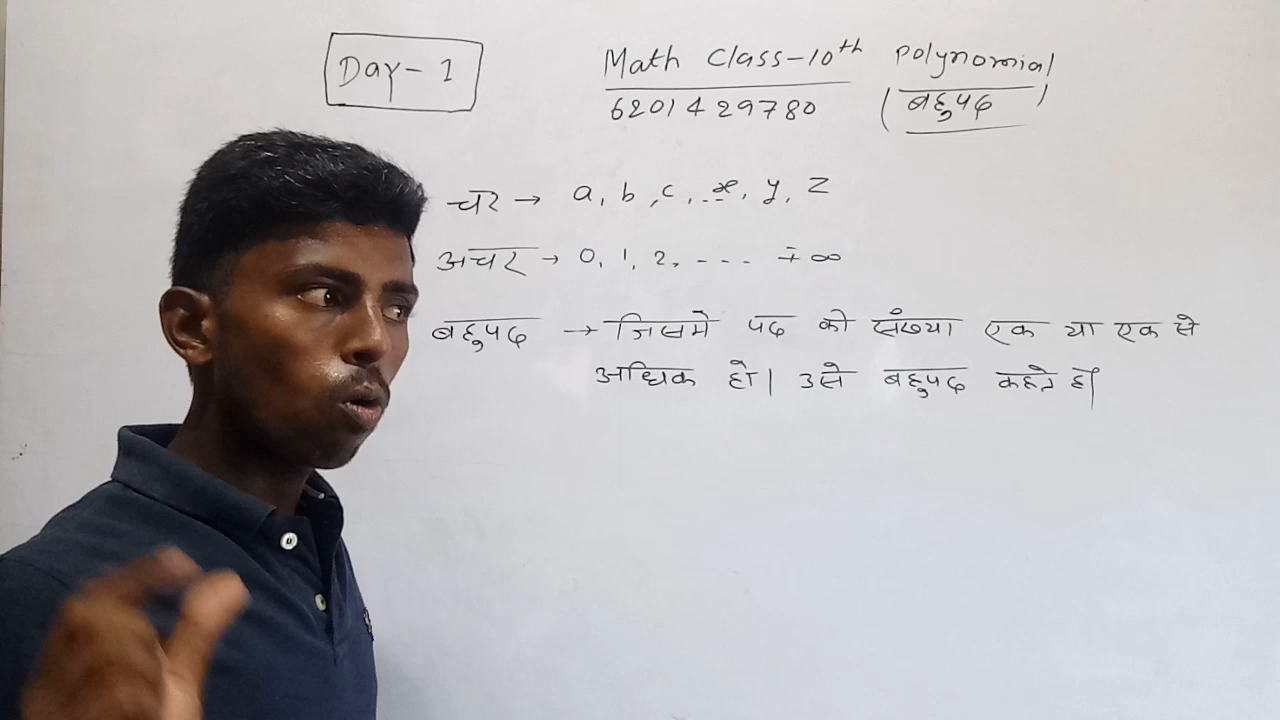 Day-1
Math Class-10th Polynomial
6201429780 (बहुपद)
चर → a, b, c, ..x, y, z
अचर → 0, 1, 2, - - - - ∓ ∞
बहुपद → जिसमे पद को संख्या एक या एक से
अधिक हो। उसे बहुपद कहते है।